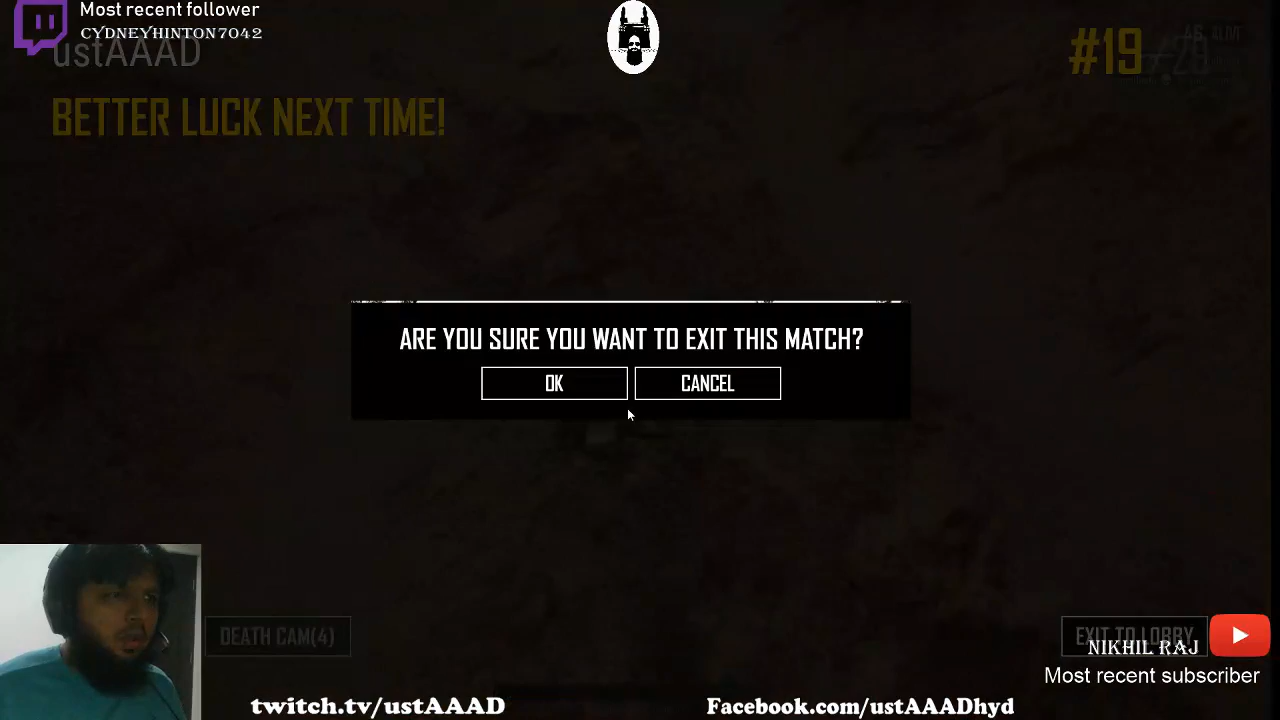 Most recent follower
CYDNEYHINTON7042
ustAAAD
#19
BETTER LUCK NEXT TIME!
ARE YOU SURE YOU WANT TO EXIT THIS MATCH?
OK
CANCEL
DEATH CAM(4)
EXIT TO LOBBY
NIKHIL RAJ
Most recent subscriber
twitch.tv/ustAAAD
Facebook.com/ustAAADhyd